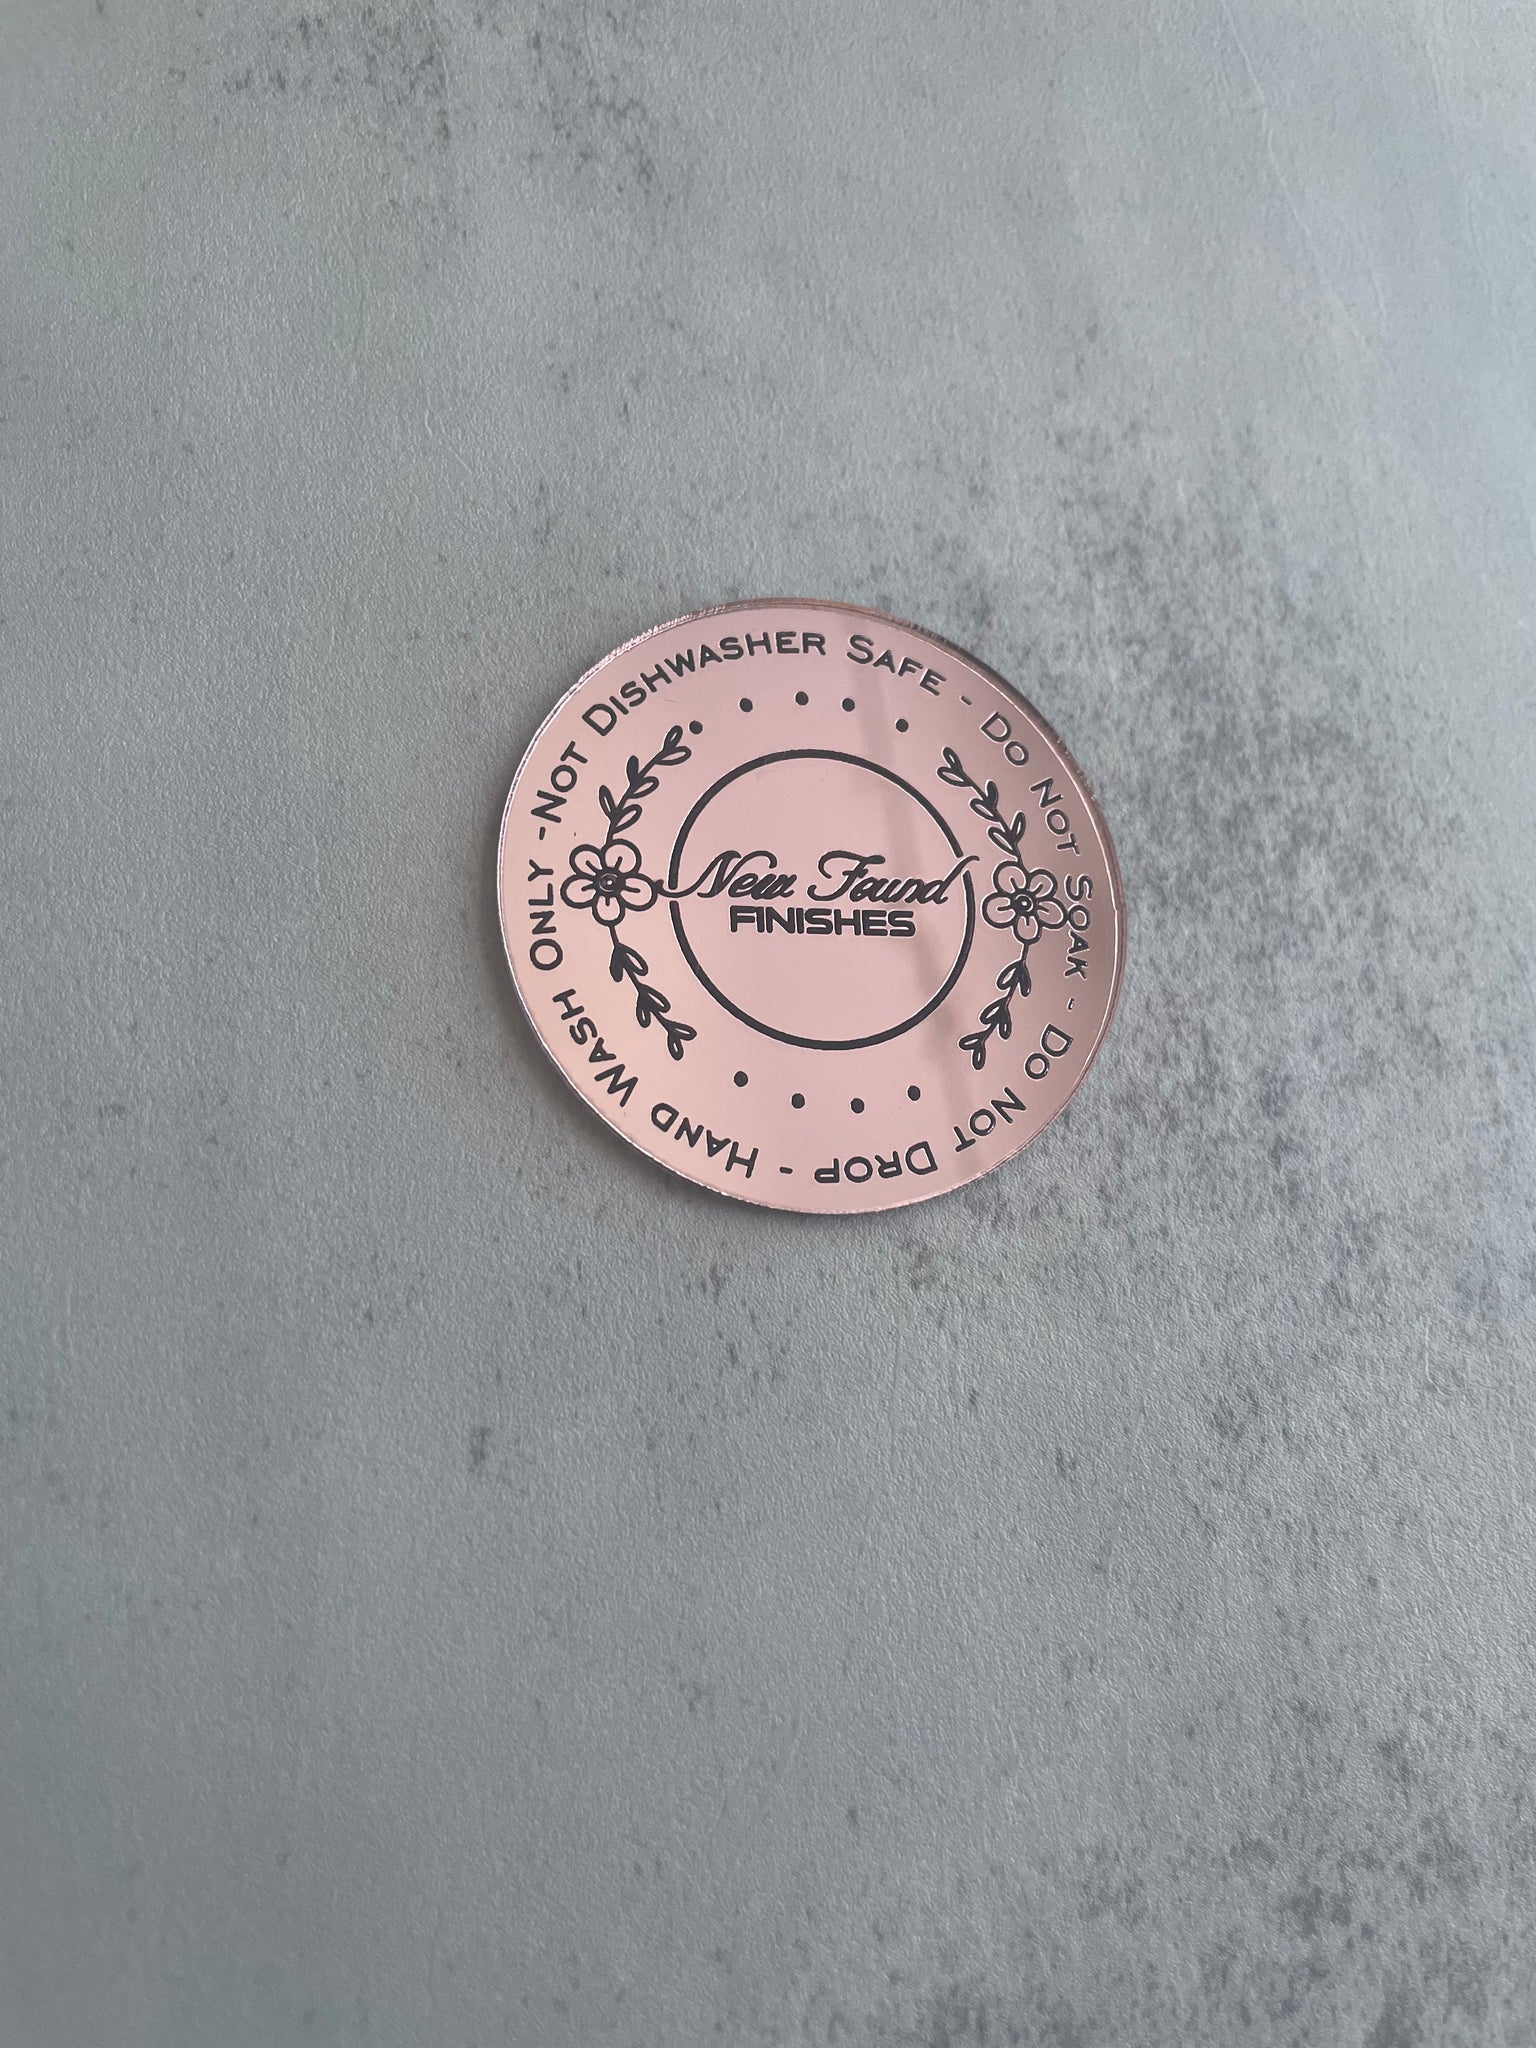 Not Dishwasher Safe - Do Not Soak - Do Not Drop - Hand Wash Only -
New Found
FINISHES